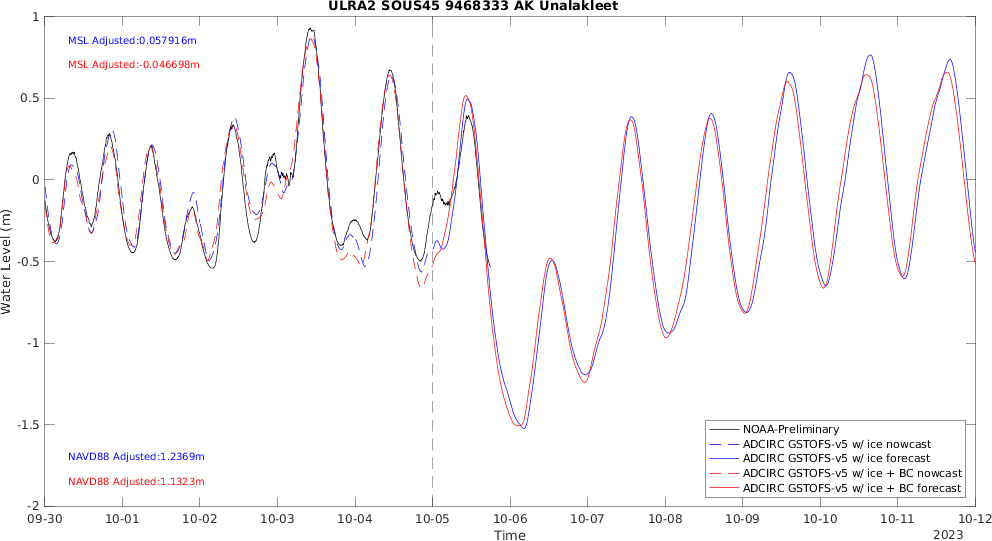 ULRA2 SOUS45 9468333 AK Unalakleet
1
MSL Adjusted:0.057916m
MSL Adjusted:-0.046698m
0.5
0
Water Level (m)
-0.5
-1
-1.5
NOAA-Preliminary
ADCIRC GSTOFS-v5 w/ ice nowcast
ADCIRC GSTOFS-v5 w/ ice forecast
ADCIRC GSTOFS-v5 w/ ice + BC nowcast
ADCIRC GSTOFS-v5 w/ ice + BC forecast
NAVD88 Adjusted:1.2369m
NAVD88 Adjusted:1.1323m
-2
09-30 10-01 10-02 10-03 10-04 10-05 10-06 10-07 10-08 10-09 10-10 10-11 10-12
Time
2023